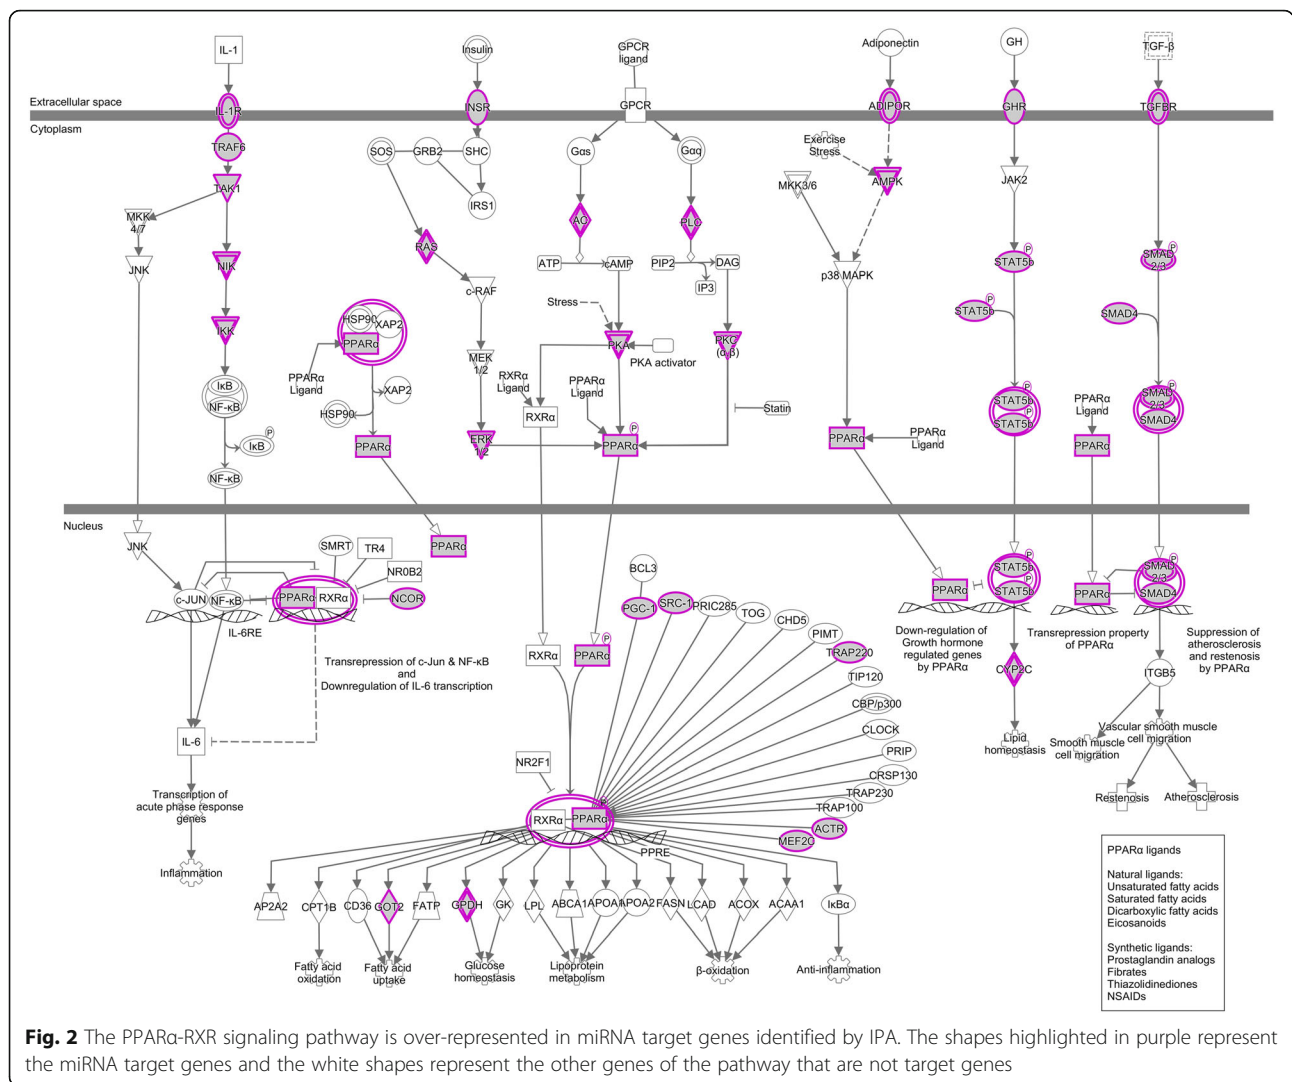 IL-1
Insulin
GPCR
ligand
Adiponectin
GH
TGF-β
Extracellular space
IL-1R
INSR
GPCR
ADIPOR
GHR
TGFBR
Cytoplasm
TRAF6
SOS
GRB2
SHC
Gαs
Gαq
Exercise
Stress
TAK1
IRS1
MKK3/6
AMPK
JAK2
MKK
4/7
AC
PLC
RAS
JNK
NIK
ATP
cAMP
PIP2
DAG
IP3
p38 MAPK
STAT5b
P
SMAD
2/3
P
c-RAF
Stress
STAT5b
P
SMAD4
HSP90
XAP2
PPARα
IKK
PKA
PKA activator
PKC
(α-β)
MEK
1/2
PPARα
Ligand
RXRα
Ligand
PPARα
Ligand
IκB
NF-κB
XAP2
HSP90
RXRα
Statin
STAT5b
P
STAT5b
P
PPARα
Ligand
SMAD
2/3
P
SMAD4
IκB
P
PPARα
ERK
1/2
PPARα
P
PPARα
PPARα
Ligand
PPARα
NF-κB
Nucleus
JNK
SMRT
TR4
PPARα
NR0B2
BCL3
c-JUN
NF-κB
PPARα
RXRα
NCOR
PGC-1
SRC-1
PRIC285
TOG
CHD5
PIMT
TRAP220
TIP120
CBP/p300
CLOCK
PRIP
CRSP130
TRAP230
TRAP100
ACTR
MEF2C
PPARα
STAT5b
P
STAT5b
P
PPARα
SMAD
2/3
P
SMAD4
IL-6RE
Transrepression of c-Jun & NF-κB
and
Downregulation of IL-6 transcription
RXRα
PPARα
P
Down-regulation of
Growth hormone
regulated genes
by PPARα
Transrepression property
of PPARα
Suppression of
atherosclerosis
and restenosis
by PPARα
CYP2C
ITGB5
IL-6
Lipid
homeostasis
Smooth muscle
cell migration
Vascular smooth muscle
cell migration
NR2F1
Restenosis
Atherosclerosis
Transcription of
acute phase response
genes
RXRα
PPARα
P
PPRE
Inflammation
AP2A2
CPT1B
CD36
GOT2
FATP
GPDH
GK
LPL
ABCA1
APOA1
APOA2
FASN
LCAD
ACOX
ACAA1
IκBα
Fatty acid
oxidation
Fatty acid
uptake
Glucose
homeostasis
Lipoprotein
metabolism
β-oxidation
Anti-inflammation
PPARα ligands
Natural ligands:
Unsaturated fatty acids
Saturated fatty acids
Dicarboxylic fatty acids
Eicosanoids
Synthetic ligands:
Prostaglandin analogs
Fibrates
Thiazolidinediones
NSAIDs
Fig. 2 The PPARα-RXR signaling pathway is over-represented in miRNA target genes identified by IPA. The shapes highlighted in purple represent
the miRNA target genes and the white shapes represent the other genes of the pathway that are not target genes